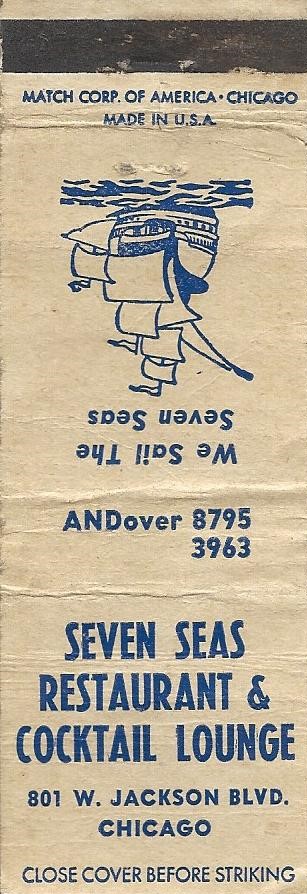 MATCH CORP. OF AMERICA · CHICAGO
MADE IN U.S.A.
We Sail The
Seven Seas
ANDover 8795
3963
SEVEN SEAS
RESTAURANT &
COCKTAIL LOUNGE
801 W. JACKSON BLVD.
CHICAGO
CLOSE COVER BEFORE STRIKING